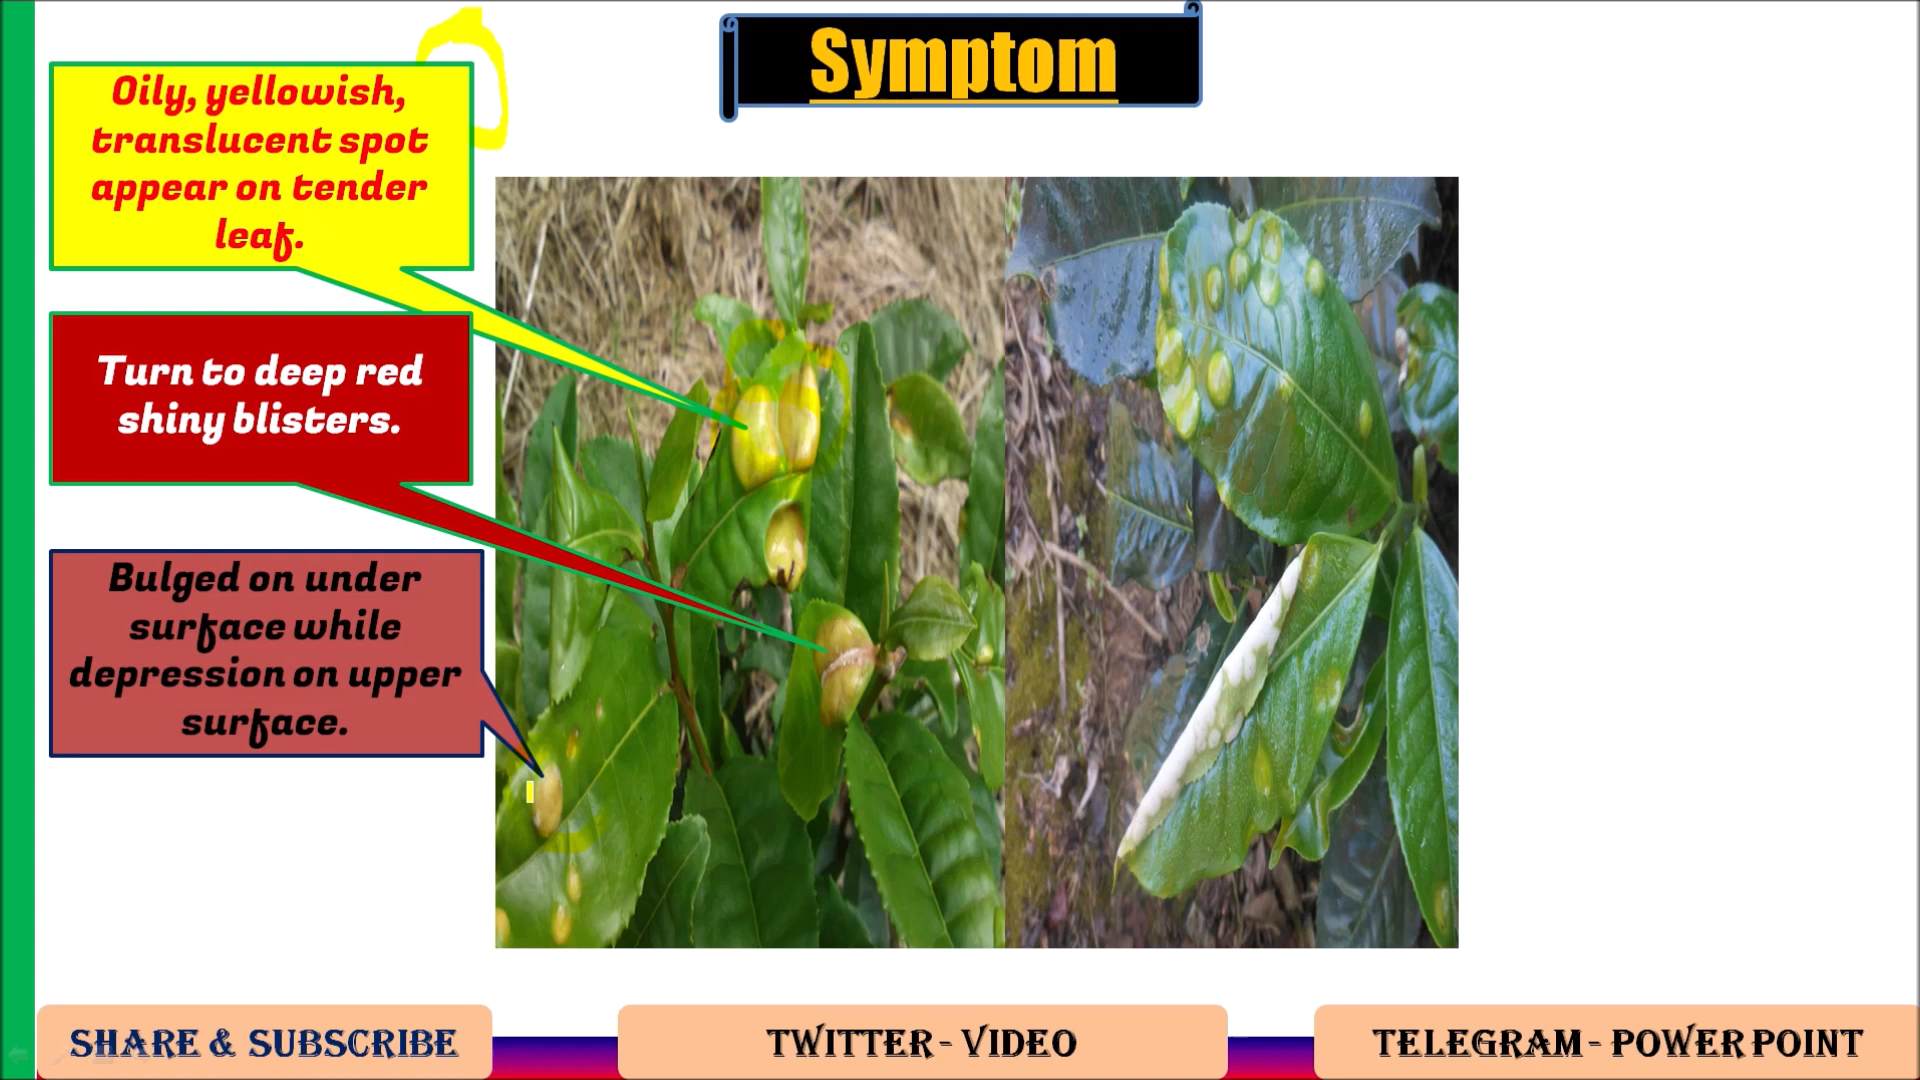 Symptom
Oily, yellowish,
translucent spot
appear on tender
leaf.
Turn to deep red
shiny blisters.
Bulged on under
surface while
depression on upper
surface.
SHARE & SUBSCRIBE
TWITTER - VIDEO
TELEGRAM - POWER POINT